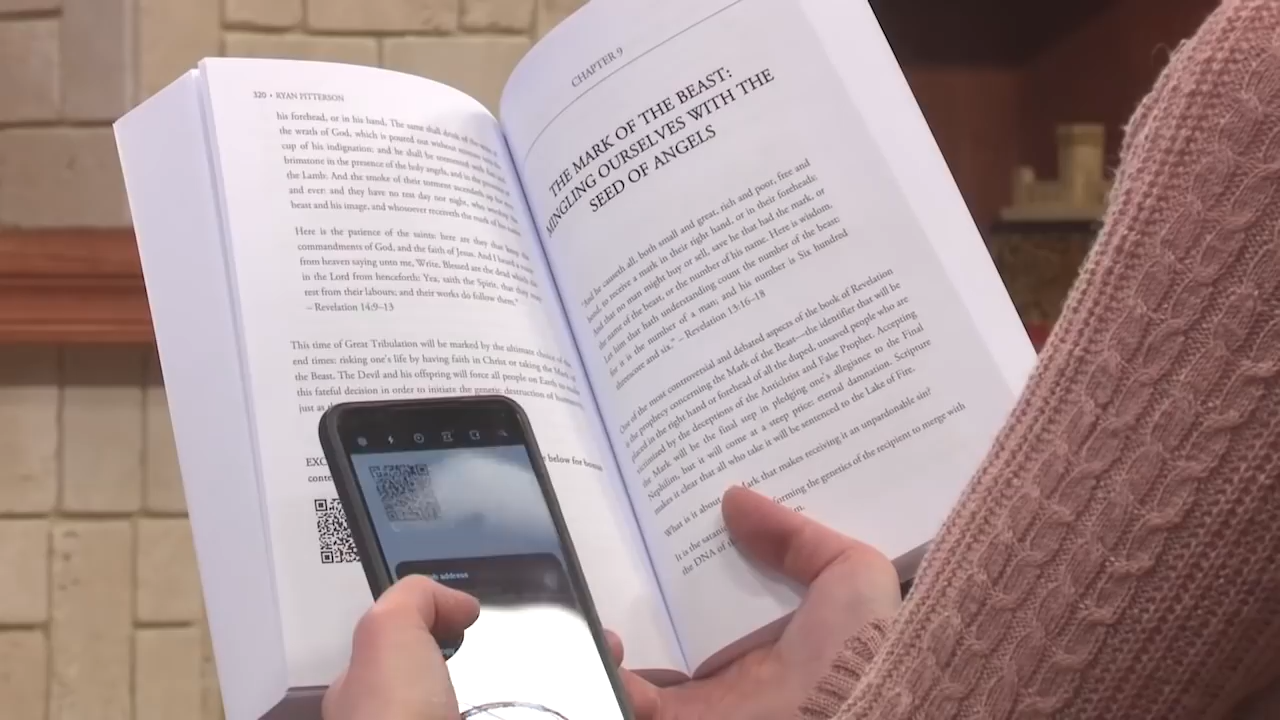 320 • RYAN PITTERSON
his forehead, or in his hand, The same shall drink of the
the wrath of God, which is poured out without
cup of his indignation; and he shall be tormented with fire and
brimstone in the presence of the holy angels, and in the presence of
the Lamb: And the smoke of their torment ascendeth up for ever
and ever: and they have no rest day nor night, who worship the
beast and his image, and whosoever receiveth the mark of his name.
Here is the patience of the saints: here are they that keep the
commandments of God, and the faith of Jesus. And I heard a voice
from heaven saying unto me, Write, Blessed are the dead which die
in the Lord from henceforth: Yea, saith the Spirit, that they may
rest from their labours; and their works do follow them."
– Revelation 14:9–13
This time of Great Tribulation will be marked by the ultimate choice of the
end times: risking one's life by having faith in Christ or taking the Mark of
the Beast. The Devil and his offspring will force all people on Earth to make
this fateful decision in order to initiate the genetic destruction of humanity,
just as
below for bonus
CHAPTER 9
THE MARK OF THE BEAST:
MINGLING OURSELVES WITH THE
SEED OF ANGELS
"And he causeth all, both small and great, rich and poor, free and
bond, to receive a mark in their right hand, or in their foreheads:
And that no man might buy or sell, save he that had the mark, or
the name of the beast, or the number of his name. Here is wisdom.
Let him that hath understanding count the number of the beast:
for it is the number of a man; and his number is Six hundred
threescore and six." – Revelation 13:16–18
One of the most controversial and debated aspects of the book of Revelation
is the prophecy concerning the Mark of the Beast—the identifier that will be
placed in the right hand or forehead of all the duped, unsaved people who are
victimized by the deceptions of the Antichrist and False Prophet. Accepting
the Mark will be the final step in pledging one's allegiance to the Final
Nephilim, but it will come at a steep price: eternal damnation. Scripture
makes it clear that all who take it will be sentenced to the Lake of Fire.
What is it about Mark that makes receiving it an unpardonable sin?
It is the satanic forming the genetics of the recipient to merge with
the DNA of
address